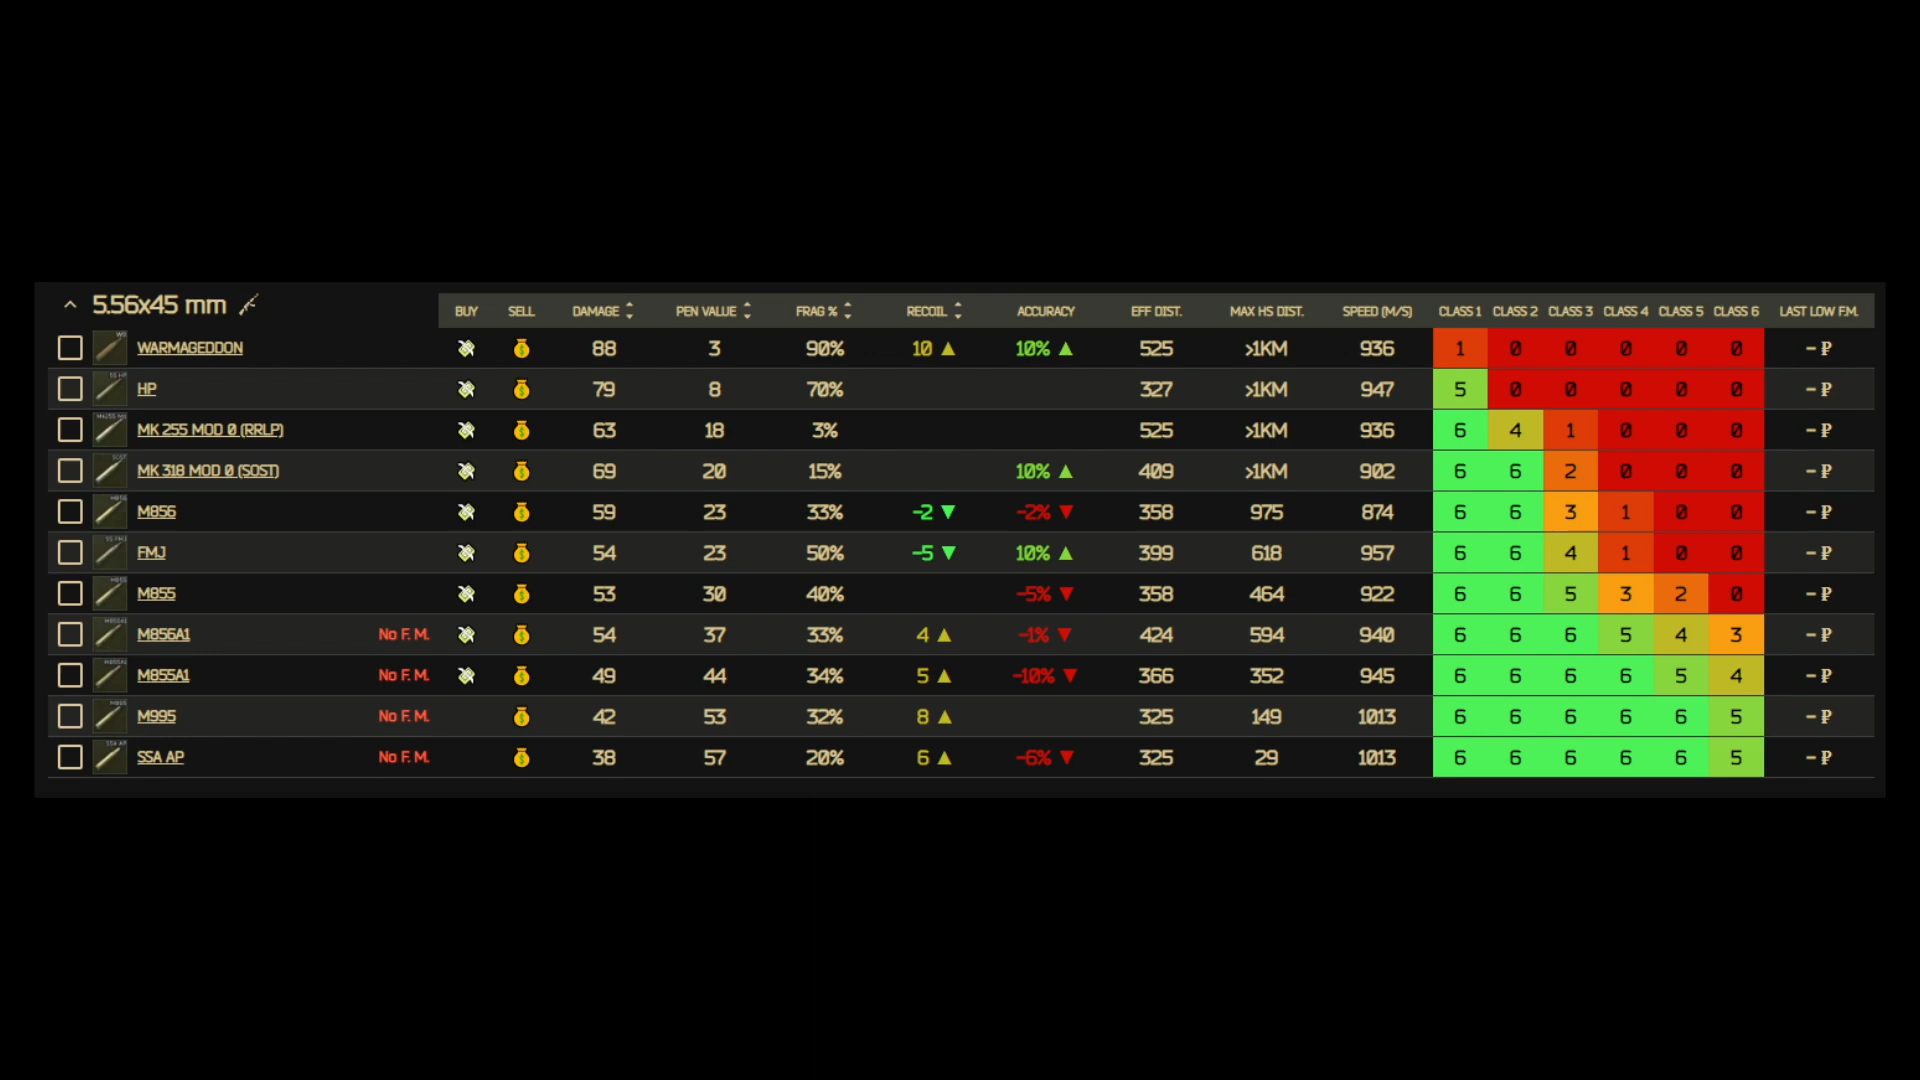 5.56x45 mm BUY SELL DAMAGE PEN VALUE FRAG % RECOIL ACCURACY EFF DIST. MAX HS DIST. SPEED (M/S) CLASS 1 CLASS 2 CLASS 3 CLASS 4 CLASS 5 CLASS 6 LAST LOW F.M.
WARMAGEDDON 88 3 90% 10 ▲ 10% ▲ 525 >1KM 936 1 0 0 0 0 0 - ₽
HP 79 8 70% 327 >1KM 947 5 0 0 0 0 0 - ₽
MK 255 MOD 0 (RRLP) 63 18 3% 525 >1KM 936 6 4 1 0 0 0 - ₽
MK 318 MOD 0 (SOST) 69 20 15% 10% ▲ 409 >1KM 902 6 6 2 0 0 0 - ₽
M856 59 23 33% -2 ▼ -2% ▼ 358 975 874 6 6 3 1 0 0 - ₽
FMJ 54 23 50% -5 ▼ 10% ▲ 399 618 957 6 6 4 1 0 0 - ₽
M855 53 30 40% -5% ▼ 358 464 922 6 6 5 3 2 0 - ₽
M856A1 No F. M. 54 37 33% 4 ▲ -1% ▼ 424 594 940 6 6 6 5 4 3 - ₽
M855A1 No F. M. 49 44 34% 5 ▲ -10% ▼ 366 352 945 6 6 6 6 5 4 - ₽
M995 No F. M. 42 53 32% 8 ▲ 325 149 1013 6 6 6 6 6 5 - ₽
SSA AP No F. M. 38 57 20% 6 ▲ -6% ▼ 325 29 1013 6 6 6 6 6 5 - ₽